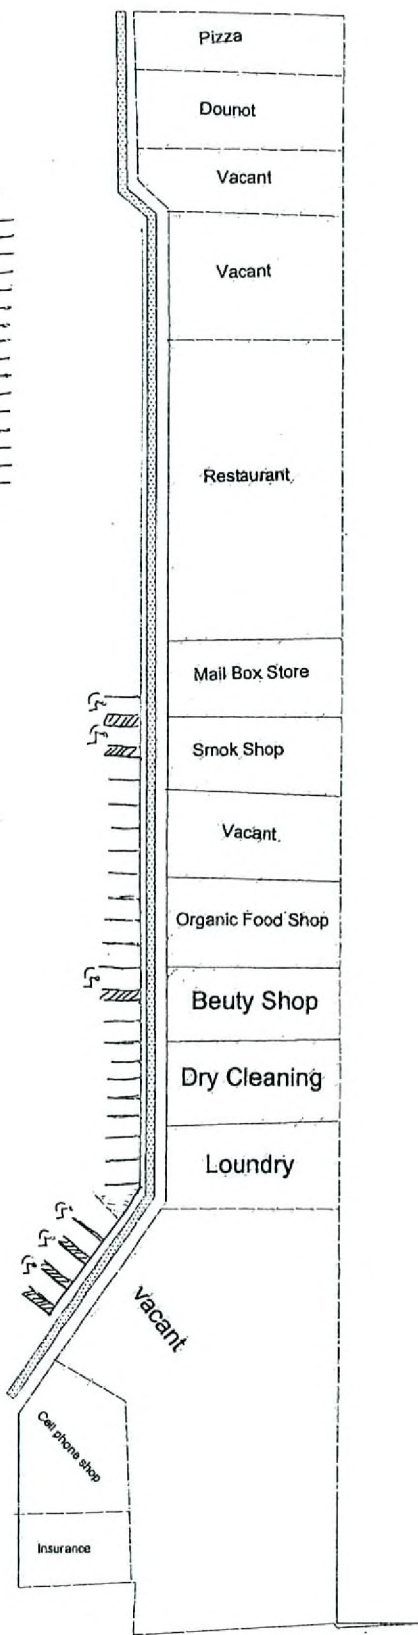 Pizza
Dounot
Vacant
Vacant
Restaurant
Mail Box Store
Smok Shop
Vacant
Organic Food Shop
Beuty Shop
Dry Cleaning
Loundry
vacant
Cell phone shop
Insurance